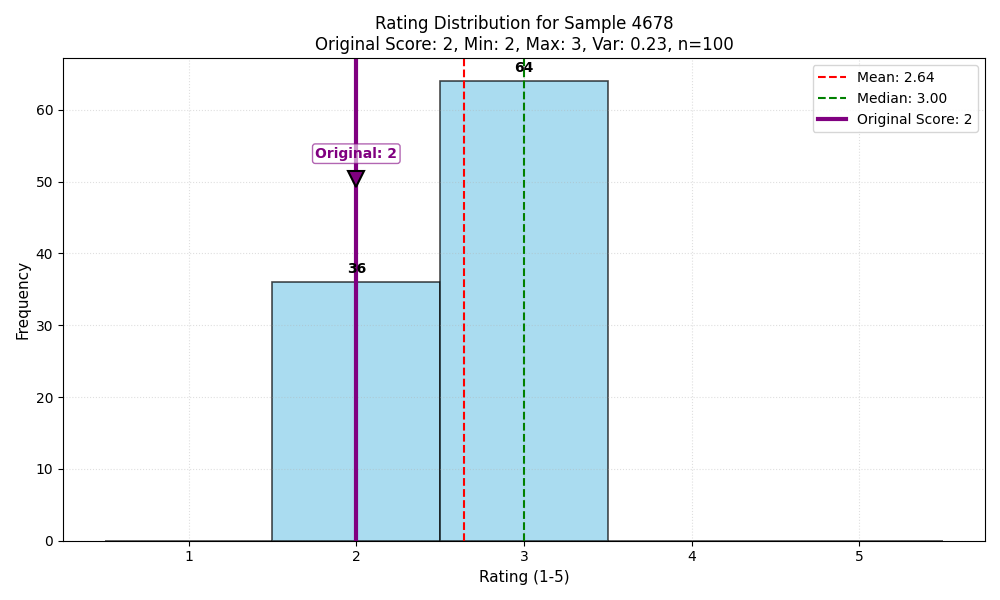 Rating Distribution for Sample 4678
Original Score: 2, Min: 2, Max: 3, Var: 0.23, n=100
Mean: 2.64
Median: 3.00
Original Score: 2
64
Original: 2
36
Frequency
60
50
40
30
20
10
0
1 2 3 4 5
Rating (1-5)